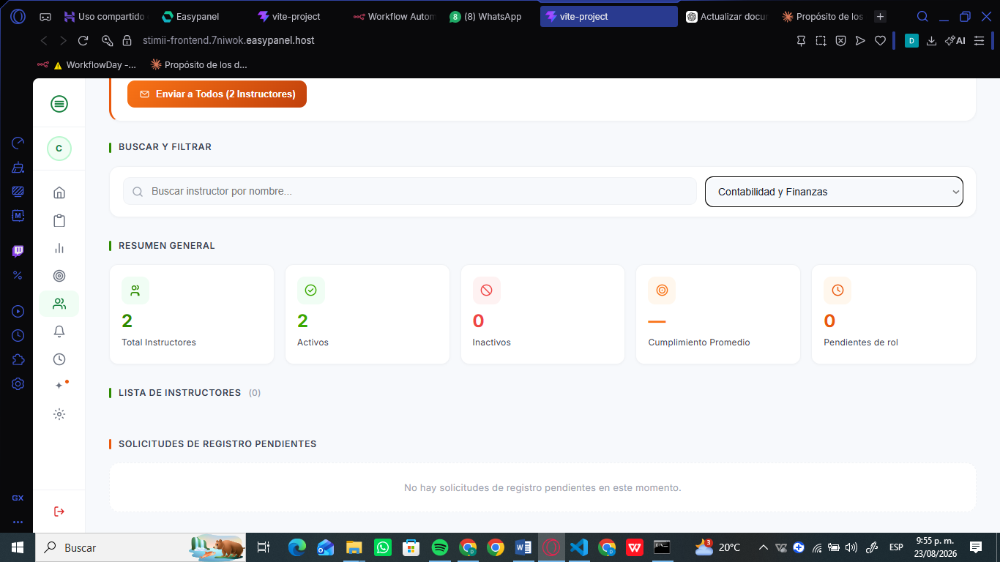 Uso compartido
Easypanel
vite-project
Workflow Autom
8
(8) WhatsApp
vite-project
Actualizar docum
Propósito de los
stimii-frontend.7niwok.easypanel.host
D
AI
WorkflowDay -...
Propósito de los d...
M
GX
C
Enviar a Todos (2 Instructores)
BUSCAR Y FILTRAR
Buscar instructor por nombre...
Contabilidad y Finanzas
RESUMEN GENERAL
2
Total Instructores
2
Activos
0
Inactivos
—
Cumplimiento Promedio
0
Pendientes de rol
LISTA DE INSTRUCTORES (0)
SOLICITUDES DE REGISTRO PENDIENTES
No hay solicitudes de registro pendientes en este momento.
Buscar
3
20°C
ESP
9:55 p. m.
23/08/2026